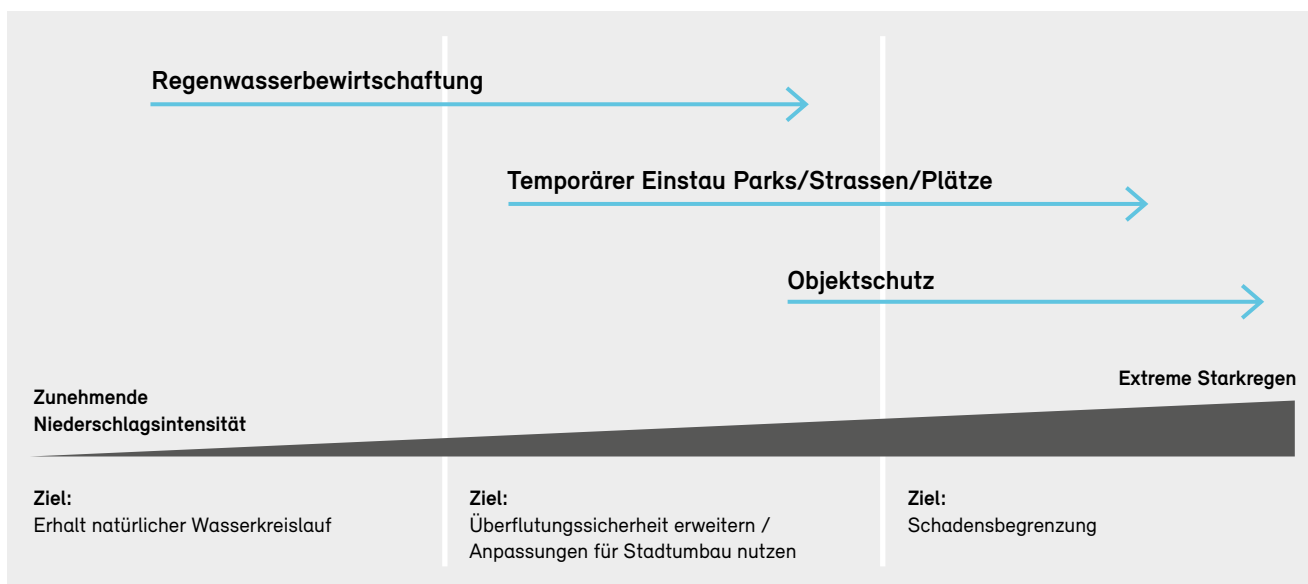 Regenwasserbewirtschaftung
Temporärer Einstau Parks/Strassen/Plätze
Objektschutz
Extreme Starkregen
Zunehmende
Niederschlagsintensität
Ziel:
Erhalt natürlicher Wasserkreislauf
Ziel:
Überflutungssicherheit erweitern /
Anpassungen für Stadtumbau nutzen
Ziel:
Schadensbegrenzung